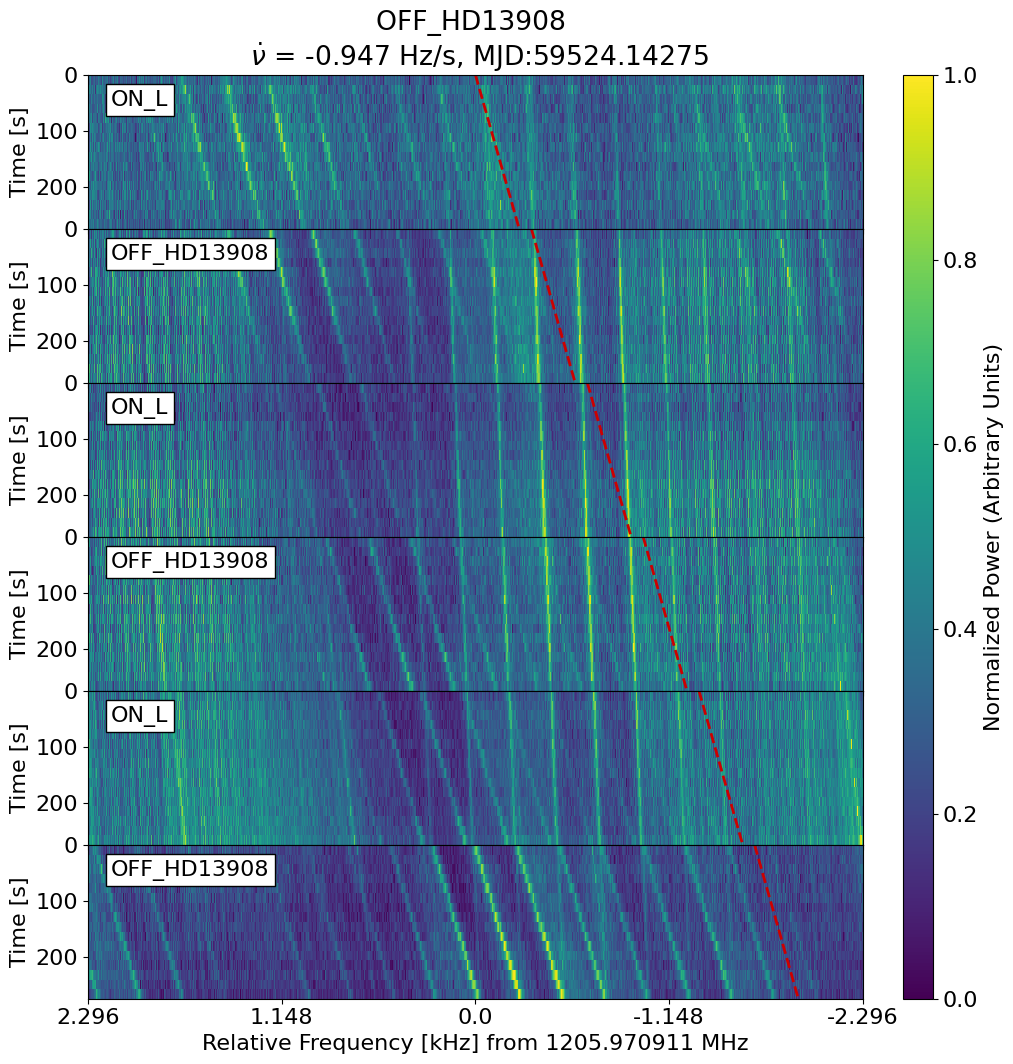 OFF_HD13908
ν̇ = -0.947 Hz/s, MJD:59524.14275
ON_L
OFF_HD13908
ON_L
OFF_HD13908
ON_L
OFF_HD13908
Time [s]
0
100
200
Time [s]
0
100
200
Time [s]
0
100
200
Time [s]
0
100
200
Time [s]
0
100
200
Time [s]
0
100
200
2.296 1.148 0.0 -1.148 -2.296
Relative Frequency [kHz] from 1205.970911 MHz
1.0
0.8
0.6
0.4
0.2
0.0
Normalized Power (Arbitrary Units)